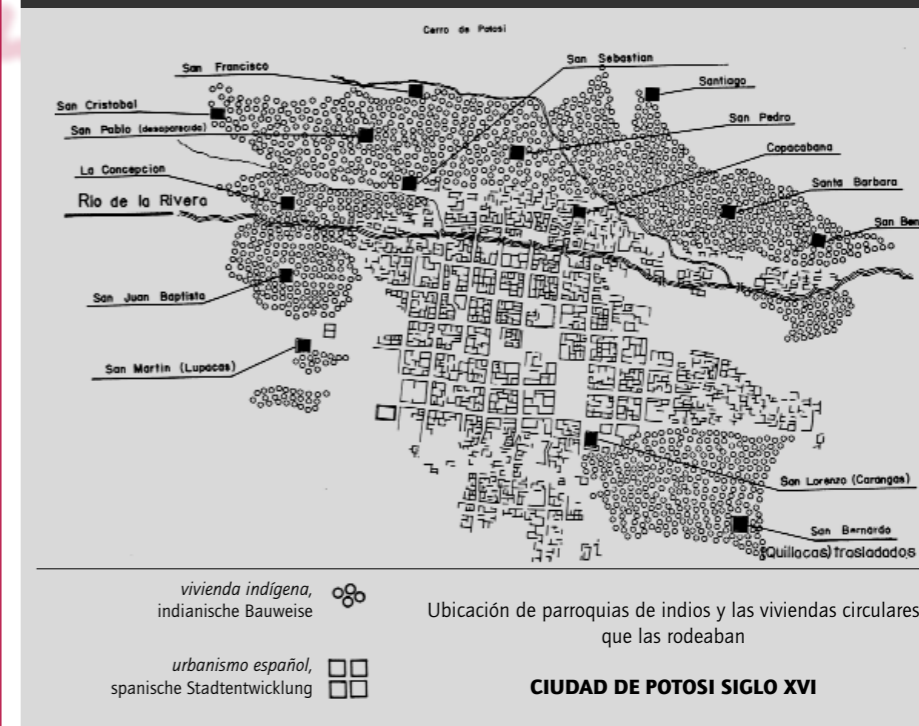 Cerro de Potosi
San Sebastian
San Francisco
Santiago
San Cristobal
San Pedro
San Pablo (desaparecido)
Copacabana
La Concepcion
Santa Barbara
Rio de la Rivera
San Juan Baptista
San Martin (Lupacas)
San Lorenzo (Carangas)
San Bernardo
(Quillacas) trasladados
vivienda indígena,
indianische Bauweise
Ubicación de parroquias de indios y las viviendas circulares
que las rodeaban
urbanismo español,
spanische Stadtentwicklung
CIUDAD DE POTOSI SIGLO XVI